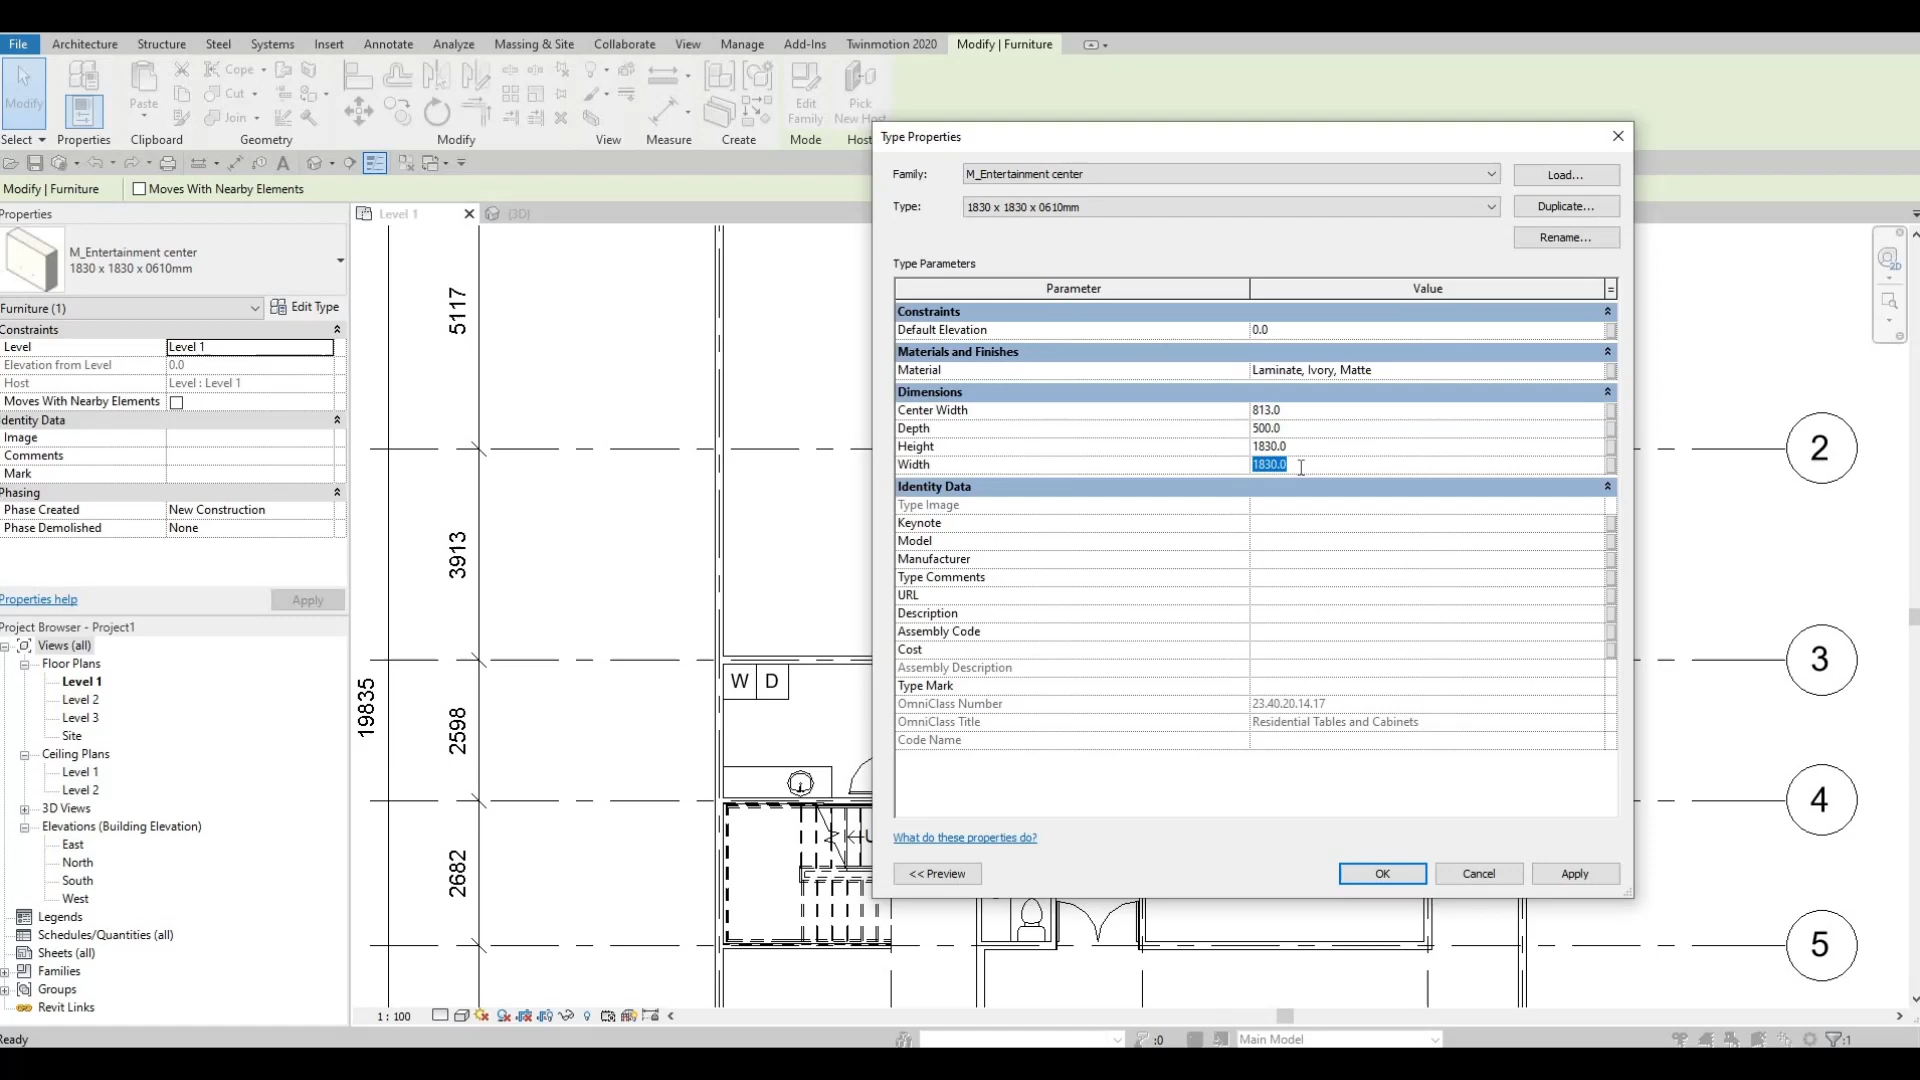 File Architecture Structure Steel Systems Insert Annotate Analyze Massing & Site Collaborate View Manage Add-Ins Twinmotion 2020 Modify | Furniture
Modify Paste Cope Cut Join Edit Family Pick New Host
Select Properties Clipboard Geometry Modify View Measure Create Mode Host
Modify | Furniture Moves With Nearby Elements
Properties
M_Entertainment center
1830 x 1830 x 0610mm
Furniture (1) Edit Type
Constraints
Level Level 1
Elevation from Level 0.0
Host Level : Level 1
Moves With Nearby Elements
Identity Data
Image
Comments
Mark
Phasing
Phase Created New Construction
Phase Demolished None
Properties help Apply
Project Browser - Project1
Views (all)
Floor Plans
Level 1
Level 2
Level 3
Site
Ceiling Plans
Level 1
Level 2
3D Views
Elevations (Building Elevation)
East
North
South
West
Legends
Schedules/Quantities (all)
Sheets (all)
Families
Groups
Revit Links
Ready
Level 1 (3D)
5117
3913
2598
2682
19835
W D
2
3
4
5
1 : 100
:0 Main Model :1
Type Properties
Family: M_Entertainment center Load...
Type: 1830 x 1830 x 0610mm Duplicate...
Rename...
Type Parameters
Parameter Value =
Constraints
Default Elevation 0.0
Materials and Finishes
Material Laminate, Ivory, Matte
Dimensions
Center Width 813.0
Depth 500.0
Height 1830.0
Width 1830.0
Identity Data
Type Image
Keynote
Model
Manufacturer
Type Comments
URL
Description
Assembly Code
Cost
Assembly Description
Type Mark
OmniClass Number 23.40.20.14.17
OmniClass Title Residential Tables and Cabinets
Code Name
What do these properties do?
<< Preview OK Cancel Apply